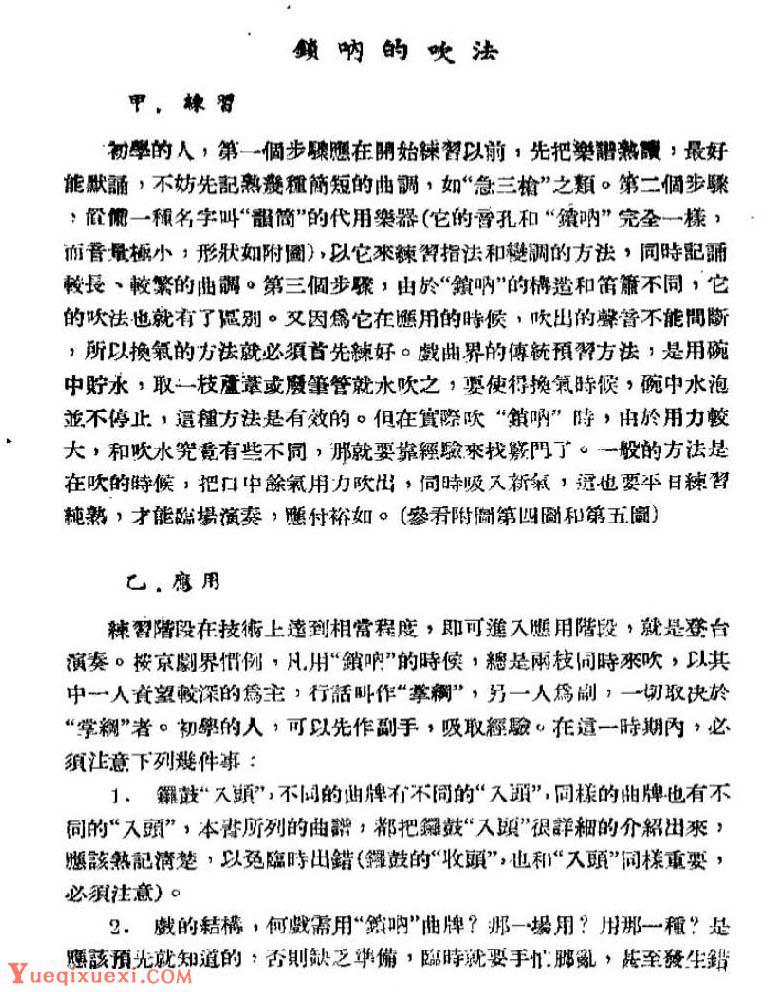 鎖吶的吹法
甲．練習
初學的人，第一個步驟應在開始練習以前，先把樂譜熟讀，最好
能默誦，不妨先記熟幾種簡短的曲調，如“急三槍”之類。第二個步驟
，置備一種名字叫“韻筒”的代用樂器(它的音孔和“鎖吶”完全一樣，
而音量極小，形狀如附圖)，以它來練習指法和變調的方法，同時記誦
較長、較繁的曲調。第三個步驟，由於“鎖吶”的構造和笛簫不同，它
的吹法也就有了區別。又因爲它在應用的時候，吹出的聲音不能間斷
，所以換氣的方法就必須首先練好。戲曲界的傳統預習方法，是用碗
中貯水，取一枝蘆葦或廢筆管就水吹之，要使得換氣時候，碗中水泡
並不停止，這種方法是有效的。但在實際吹“鎖吶”時，由於用力較
大，和吹水究竟有些不同，那就要靠經驗來找竅門了。一般的方法是
在吹的時候，把口中餘氣用力吹出，同時吸入新氣，這也要平日練習
純熟，才能臨場演奏，應付裕如。(參看附圖第四圖和第五圖)
乙．應用
練習階段在技術上達到相當程度，即可進入應用階段，就是登台
演奏。按京劇界慣例，凡用“鎖吶”的時候，總是兩枝同時來吹，以其
中一人資望較深的爲主，行話叫作“掌綱”，另一人爲副，一切取決於
“掌綱”者。初學的人，可以先作副手，吸取經驗。在這一時期內，必
須注意下列幾件事：
1． 鑼鼓“入頭”，不同的曲牌有不同的“入頭”，同樣的曲牌也有不
同的“入頭”，本書所列的曲譜，都把鑼鼓“入頭”很詳細的介紹出來，
應該熟記清楚，以免臨時出錯(鑼鼓的“收頭”，也和“入頭”同樣重要，
必須注意)。
2． 戲的結構，何戲需用“鎖吶”曲牌？那一場用？用那一種？是
應該預先就知道的，否則缺乏準備，臨時就要手忙脚亂，甚至發生錯
Yueqixuexi.com